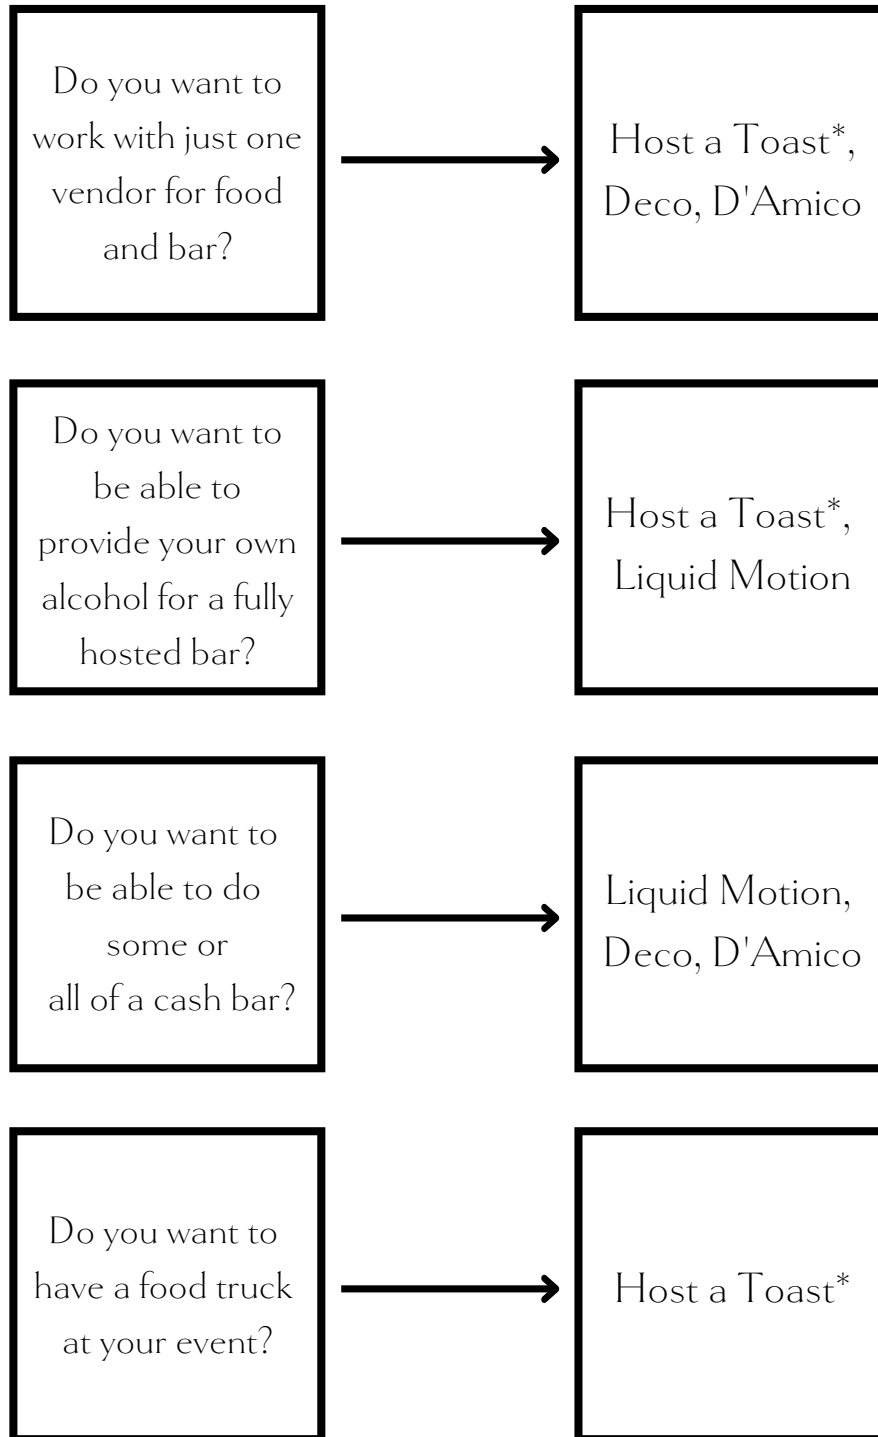 Do you want to
work with just one
vendor for food
and bar?
Host a Toast*,
Deco, D'Amico
Do you want to
be able to
provide your own
alcohol for a fully
hosted bar?
Host a Toast*,
Liquid Motion
Do you want to
be able to do
some or
all of a cash bar?
Liquid Motion,
Deco, D'Amico
Do you want to
have a food truck
at your event?
Host a Toast*